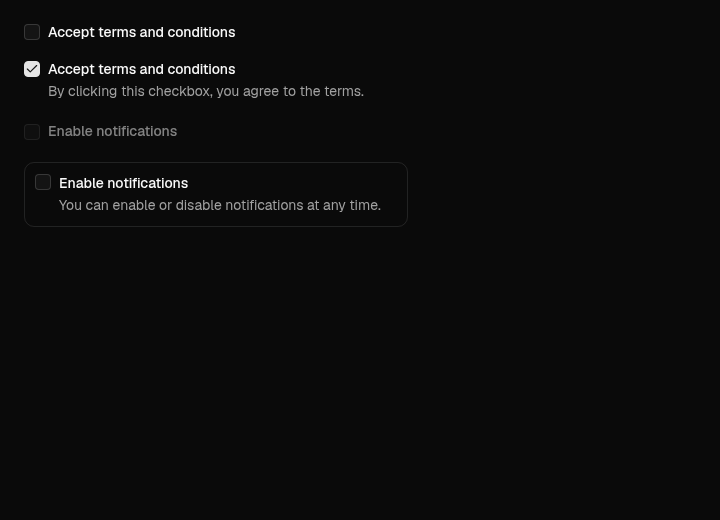 Accept terms and conditions
Accept terms and conditions
By clicking this checkbox, you agree to the terms.
Enable notifications
Enable notifications
You can enable or disable notifications at any time.